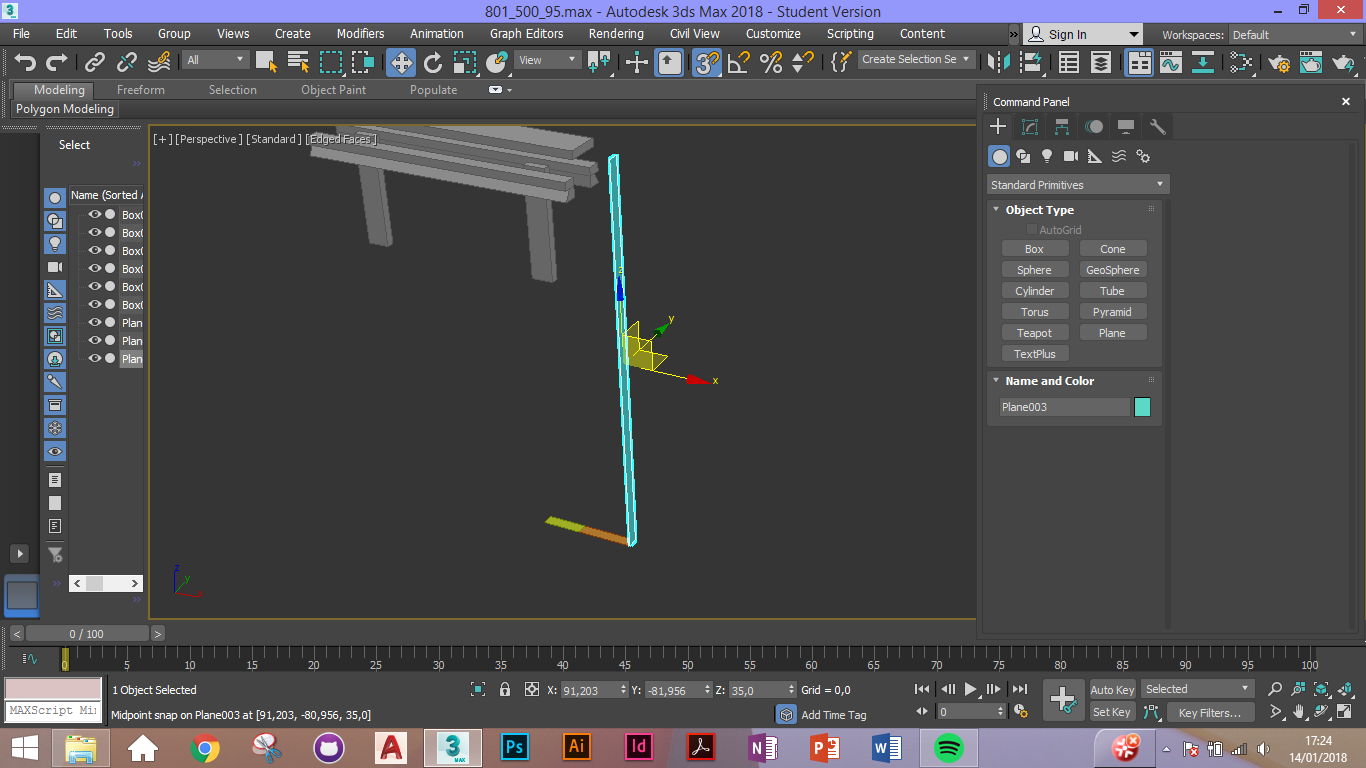 801_500_95.max - Autodesk 3ds Max 2018 - Student Version
File Edit Tools Group Views Create Modifiers Animation Graph Editors Rendering Civil View Customize Scripting Content » Sign In Workspaces: Default
All View 3 Create Selection Se
Modeling Freeform Selection Object Paint Populate
Polygon Modeling
Command Panel
Select
[+] [Perspective ] [Standard ] [Edged Faces ]
Standard Primitives
Name (Sorted A
Object Type
Box0
AutoGrid
Box0
Box Cone
Box0
Sphere GeoSphere
Box0
Cylinder Tube
Box0
Torus Pyramid
Box0
Teapot Plane
Plan
TextPlus
Plan
Plan
Name and Color
Plane003
z
y
x
z
y
< 0 / 100 >
0 5 10 15 20 25 30 35 40 45 50 55 60 65 70 75 80 85 90 95 100
1 Object Selected X: 91,203 Y: -81,956 Z: 35,0 Grid = 0,0 Auto Key Selected
MAXScript Mi
Midpoint snap on Plane003 at [91,203, -80,956, 35,0] Add Time Tag 0 Set Key Key Filters...
A 3 MAX Ps Ai Id N P W
17:24
14/01/2018